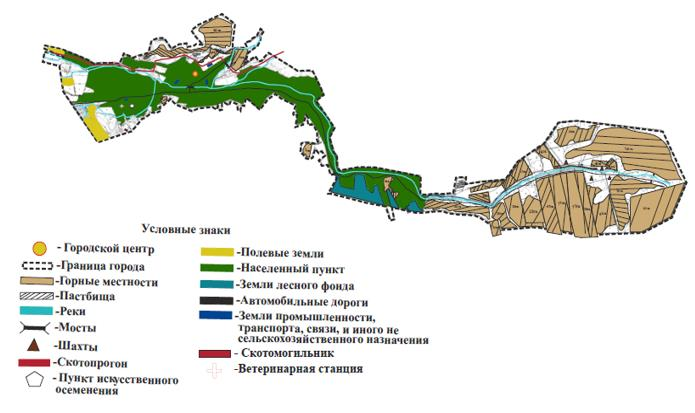 Условные знаки
- Городской центр
-Граница города
-Горные местности
-Пастбища
-Реки
-Мосты
-Шахты
-Скотопрогон
- Пункт искусственного
осеменения
-Полевые земли
-Населенный пункт
-Земли лесного фонда
-Автомобильные дороги
-Земли промышленности,
транспорта, связи, и иного не
сельскохозяйственного назначения
- Скотомогильник
-Ветеринарная станция